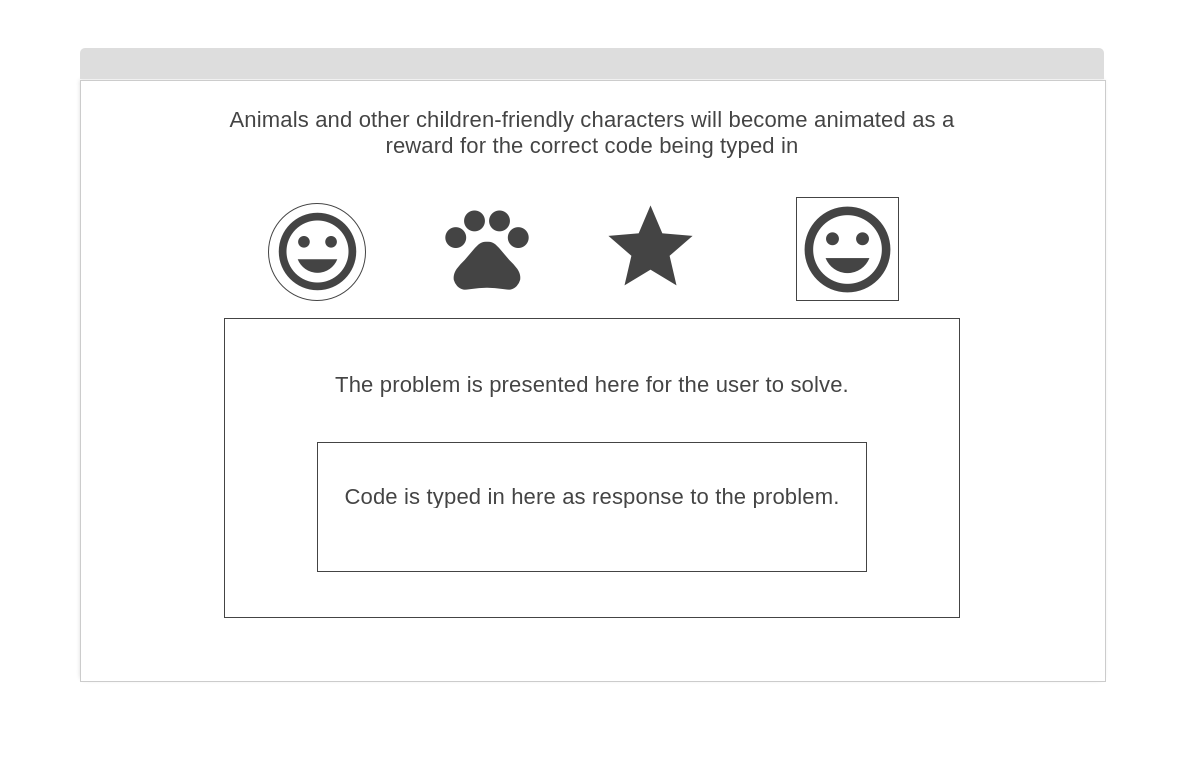 Animals and other children-friendly characters will become animated as a
reward for the correct code being typed in
The problem is presented here for the user to solve.
Code is typed in here as response to the problem.